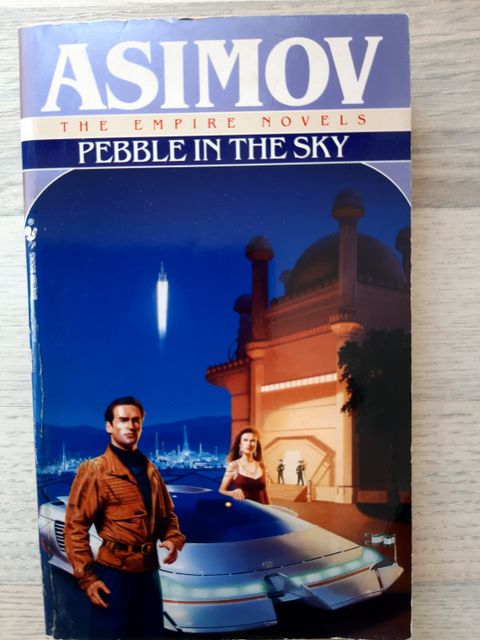 ASIMOV
THE EMPIRE NOVELS
PEBBLE IN THE SKY